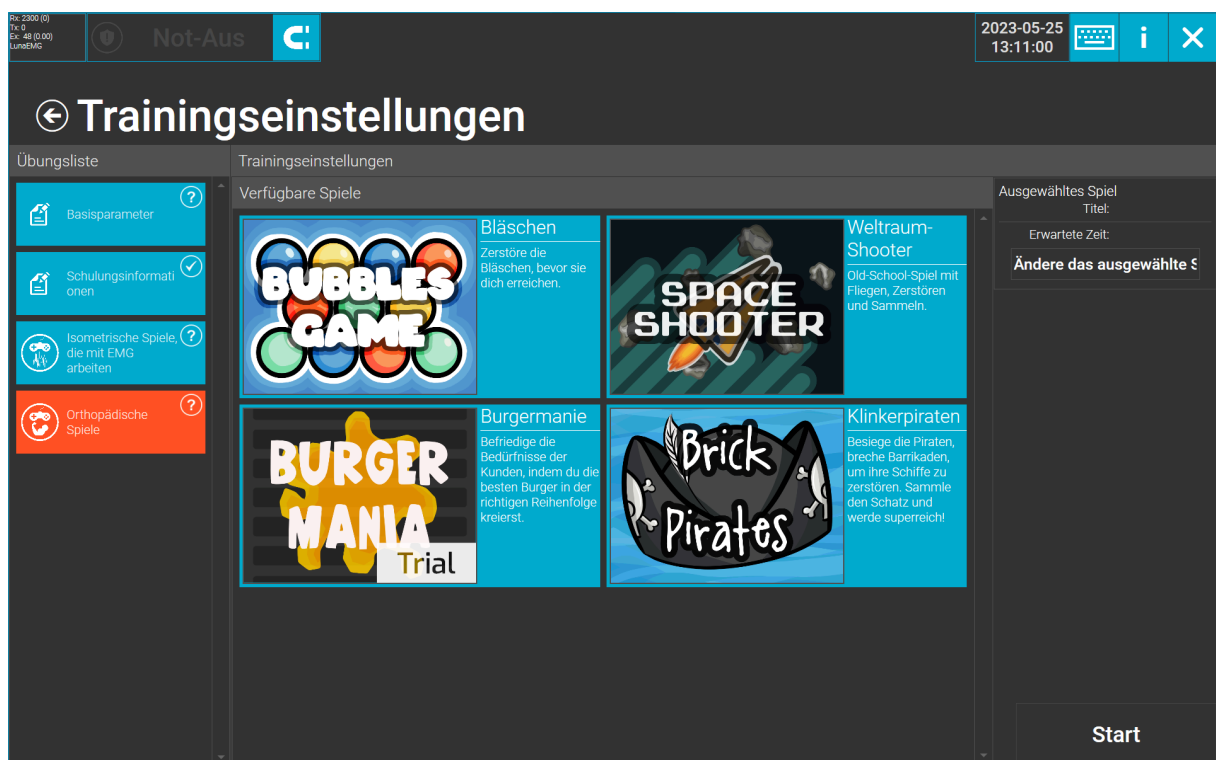 Rx: 2300 (0)
Tx: 0
Ex: 48 (0.00)
LunaEMG
Not-Aus
2023-05-25
13:11:00
i
Trainingseinstellungen
Übungsliste
Trainingseinstellungen
Basisparameter
?
Schulungsinformati
onen
Isometrische Spiele,
die mit EMG
arbeiten
?
Orthopädische
Spiele
?
Verfügbare Spiele
BUBBLES
GAME
Bläschen
Zerstöre die
Bläschen, bevor sie
dich erreichen.
SPACE
SHOOTER
Weltraum-
Shooter
Old-School-Spiel mit
Fliegen, Zerstören
und Sammeln.
BURGER
MANIA
Trial
Burgermanie
Befriedige die
Bedürfnisse der
Kunden, indem du die
besten Burger in der
richtigen Reihenfolge
kreierst.
Brick
Pirates
Klinkerpiraten
Besiege die Piraten,
breche Barrikaden,
um ihre Schiffe zu
zerstören. Sammle
den Schatz und
werde superreich!
Ausgewähltes Spiel
Titel:
Erwartete Zeit:
Ändere das ausgewählte S
Start